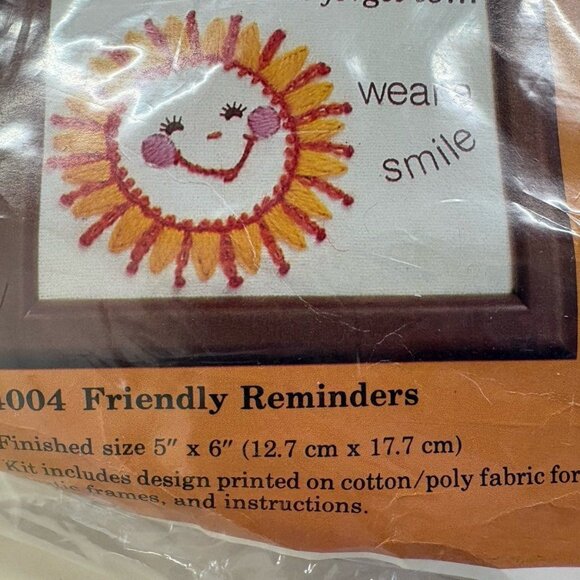 wear a
smile
4004 Friendly Reminders
Finished size 5" x 6" (12.7 cm x 17.7 cm)
Kit includes design printed on cotton/poly fabric for
frames, and instructions.